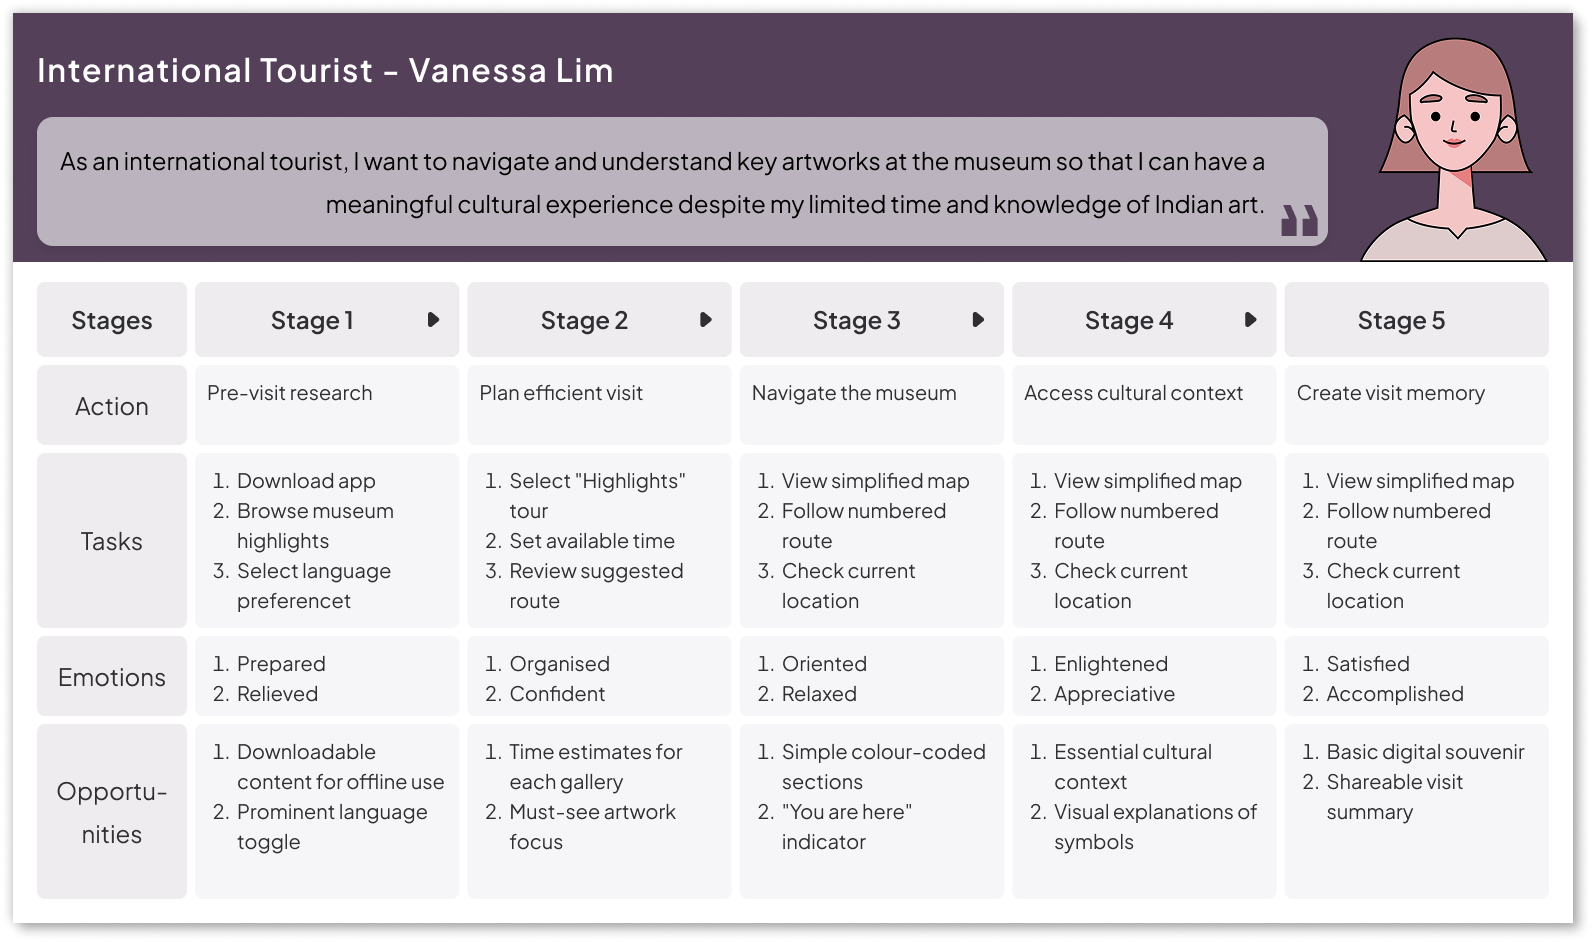 International Tourist - Vanessa Lim
As an international tourist, I want to navigate and understand key artworks at the museum so that I can have a
meaningful cultural experience despite my limited time and knowledge of Indian art.
"
Stages
Stage 1
Stage 2
Stage 3
Stage 4
Stage 5
Action
Pre-visit research
Plan efficient visit
Navigate the museum
Access cultural context
Create visit memory
Tasks
1. Download app
2. Browse museum
highlights
3. Select language
preferencet
1. Select "Highlights"
tour
2. Set available time
3. Review suggested
route
1. View simplified map
2. Follow numbered
route
3. Check current
location
1. View simplified map
2. Follow numbered
route
3. Check current
location
1. View simplified map
2. Follow numbered
route
3. Check current
location
Emotions
1. Prepared
2. Relieved
1. Organised
2. Confident
1. Oriented
2. Relaxed
1. Enlightened
2. Appreciative
1. Satisfied
2. Accomplished
Opportu-
nities
1. Downloadable
content for offline use
2. Prominent language
toggle
1. Time estimates for
each gallery
2. Must-see artwork
focus
1. Simple colour-coded
sections
2. "You are here"
indicator
1. Essential cultural
context
2. Visual explanations of
symbols
1. Basic digital souvenir
2. Shareable visit
summary